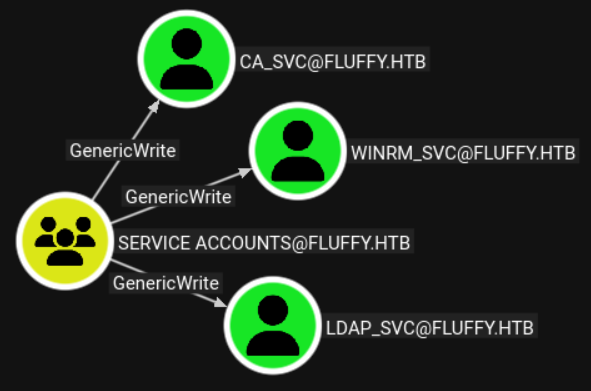 CA_SVC@FLUFFY.HTB
GenericWrite
WINRM_SVC@FLUFFY.HTB
GenericWrite
SERVICE ACCOUNTS@FLUFFY.HTB
GenericWrite
LDAP_SVC@FLUFFY.HTB